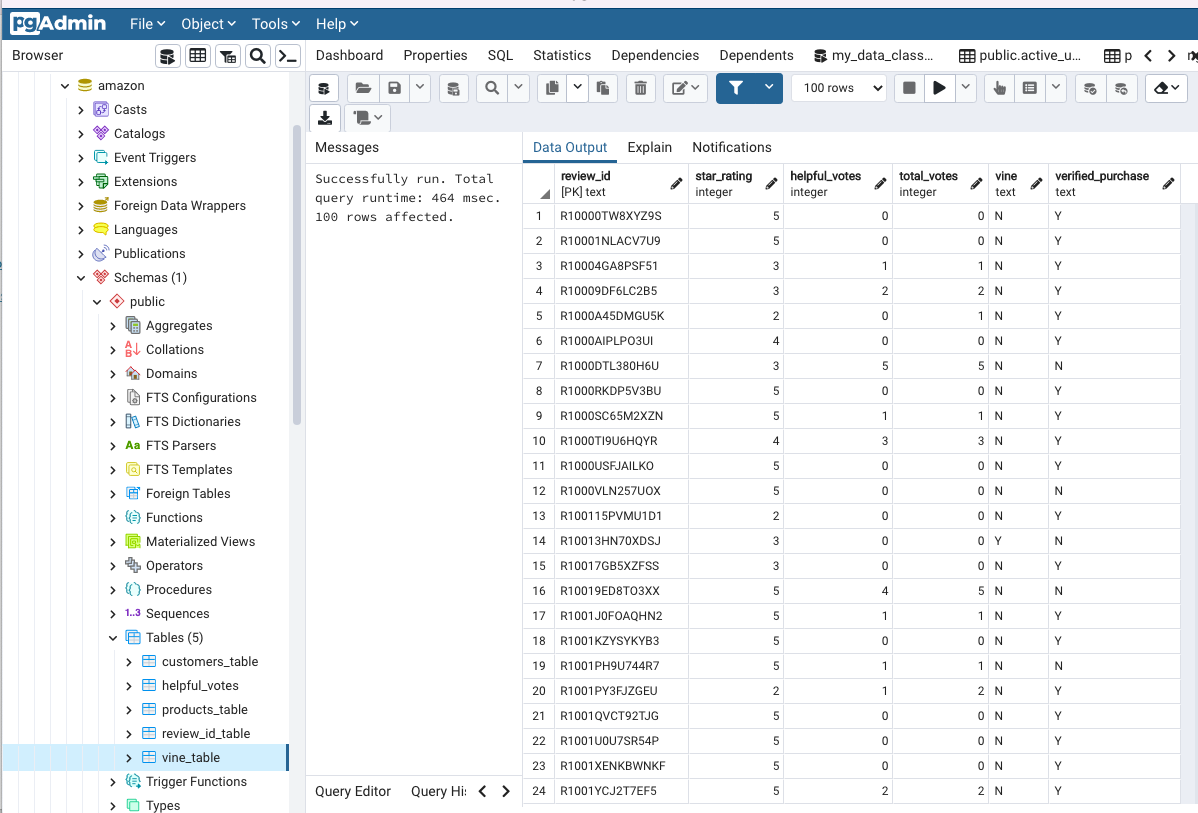 pgAdmin File Object Tools Help
Browser
Dashboard Properties SQL Statistics Dependencies Dependents my_data_class... public.active_u... p
100 rows
amazon
Casts
Catalogs
Event Triggers
Extensions
Foreign Data Wrappers
Languages
Publications
Schemas (1)
public
Aggregates
Collations
Domains
FTS Configurations
FTS Dictionaries
Aa FTS Parsers
FTS Templates
Foreign Tables
Functions
Materialized Views
Operators
Procedures
1..3 Sequences
Tables (5)
customers_table
helpful_votes
products_table
review_id_table
vine_table
Trigger Functions
Types
Messages
Successfully run. Total
query runtime: 464 msec.
100 rows affected.
Query Editor Query His
Data Output Explain Notifications
review_id star_rating helpful_votes total_votes vine verified_purchase
[PK] text integer integer integer text text
1 R10000TW8XYZ9S 5 0 0 N Y
2 R10001NLACV7U9 5 0 0 N Y
3 R10004GA8PSF51 3 1 1 N Y
4 R10009DF6LC2B5 3 2 2 N Y
5 R1000A45DMGU5K 2 0 1 N Y
6 R1000AIPLPO3UI 4 0 0 N Y
7 R1000DTL380H6U 3 5 5 N N
8 R1000RKDP5V3BU 5 0 0 N Y
9 R1000SC65M2XZN 5 1 1 N Y
10 R1000TI9U6HQYR 4 3 3 N Y
11 R1000USFJAILKO 5 0 0 N Y
12 R1000VLN257UOX 5 0 0 N N
13 R100115PVMU1D1 2 0 0 N Y
14 R10013HN70XDSJ 3 0 0 Y N
15 R10017GB5XZFSS 3 0 0 N Y
16 R10019ED8TO3XX 5 4 5 N N
17 R1001J0FOAQHN2 5 1 1 N Y
18 R1001KZYSYKYB3 5 0 0 N Y
19 R1001PH9U744R7 5 1 1 N N
20 R1001PY3FJZGEU 2 1 2 N Y
21 R1001QVCT92TJG 5 0 0 N Y
22 R1001U0U7SR54P 5 0 0 N Y
23 R1001XENKBWNKF 5 0 0 N Y
24 R1001YCJ2T7EF5 5 2 2 N Y